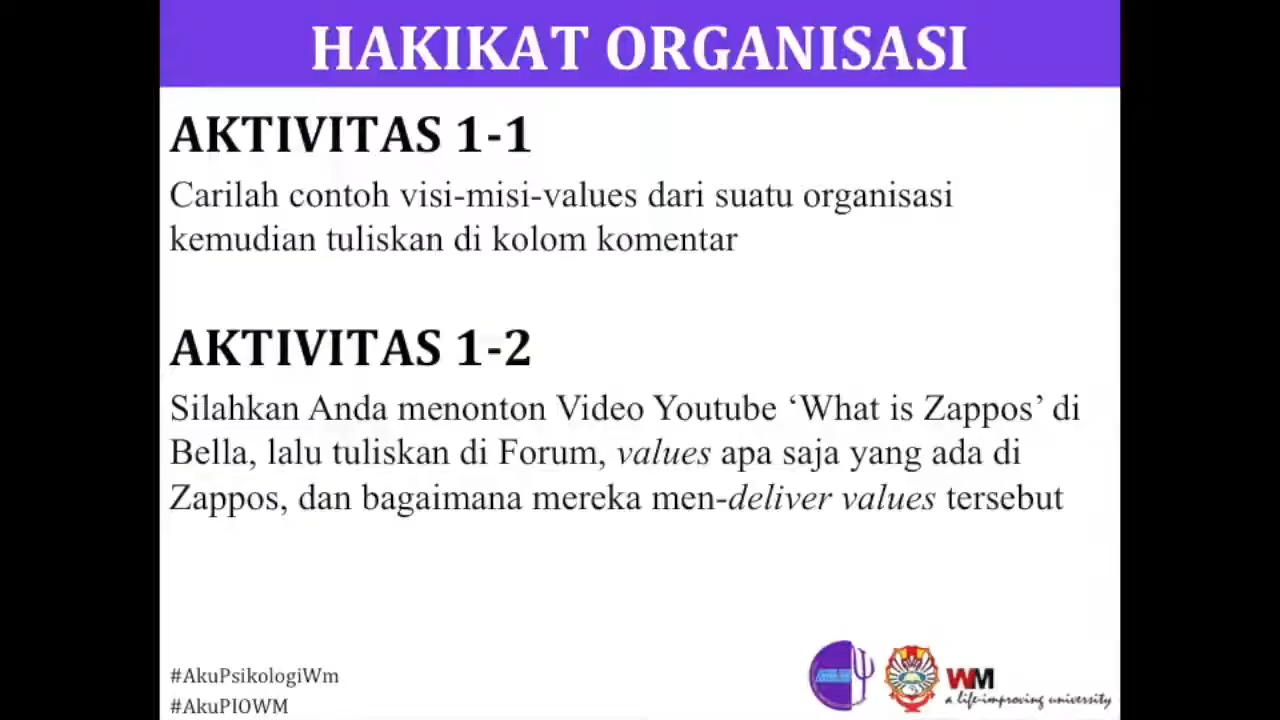 HAKIKAT ORGANISASI
AKTIVITAS 1-1
Carilah contoh visi-misi-values dari suatu organisasi
kemudian tuliskan di kolom komentar
AKTIVITAS 1-2
Silahkan Anda menonton Video Youtube ‘What is Zappos’ di
Bella, lalu tuliskan di Forum, values apa saja yang ada di
Zappos, dan bagaimana mereka men-deliver values tersebut
#AkuPsikologiWm
#AkuPIOWM
WM
a life-improving university